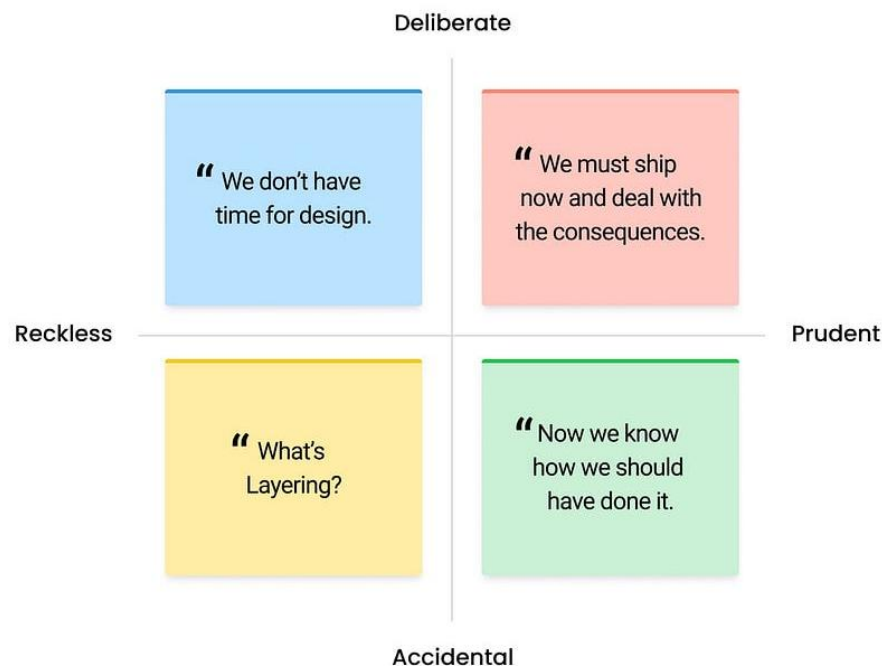 Deliberate
“ We don’t have
time for design.
“ We must ship
now and deal with
the consequences.
Reckless
Prudent
“ What’s
Layering?
“ Now we know
how we should
have done it.
Accidental